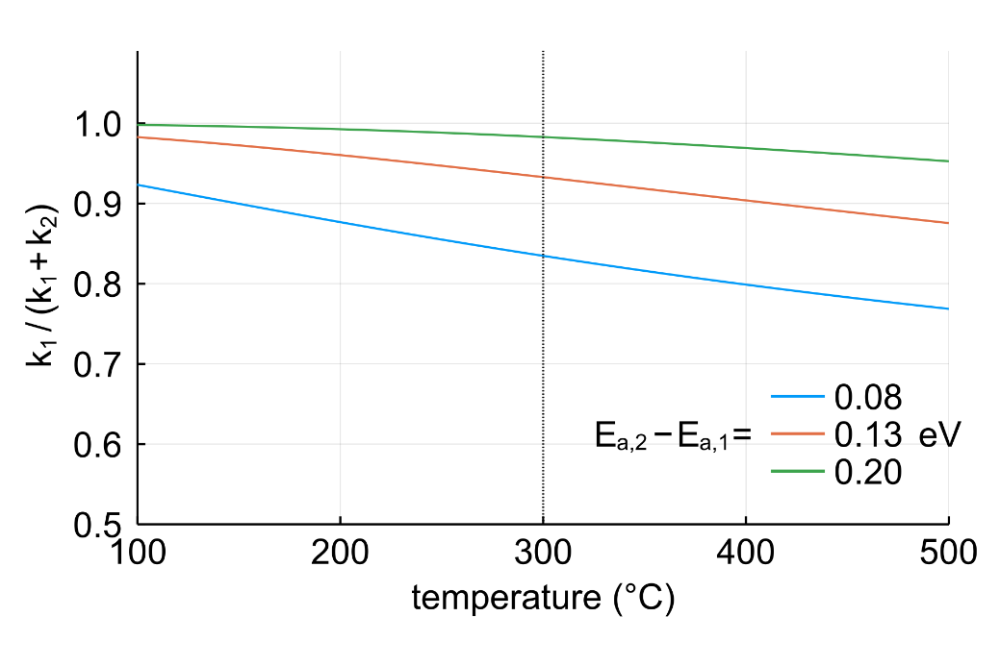 1.0
0.9
0.8
0.7
0.6
0.5
k₁ / (k₁ + k₂)
100 200 300 400 500
temperature (°C)
Eₐ,₂ − Eₐ,₁ =
0.08
0.13 eV
0.20